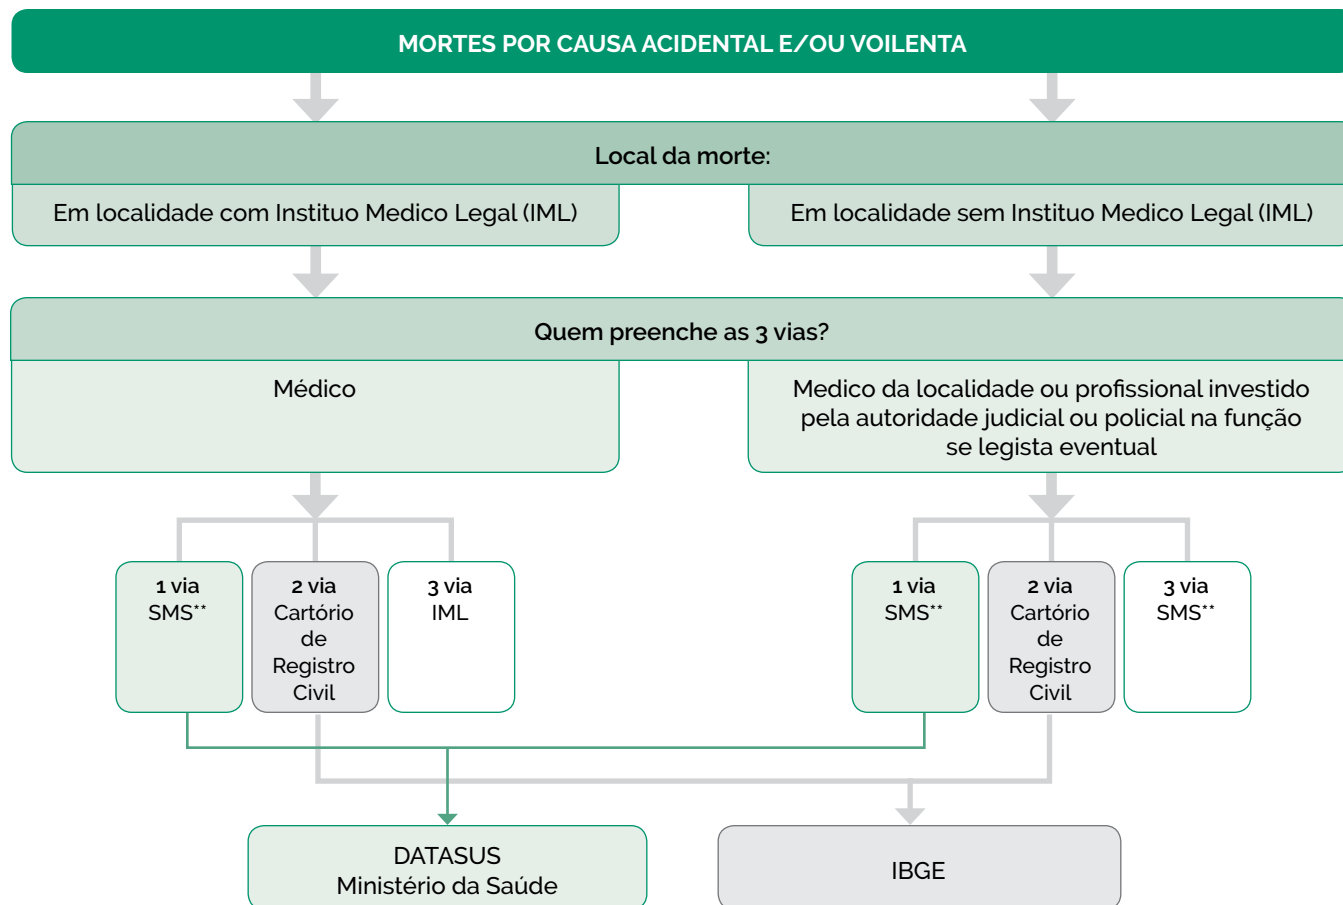 MORTES POR CAUSA ACIDENTAL E/OU VOILENTA
Local da morte:
Em localidade com Instituo Medico Legal (IML)
Em localidade sem Instituo Medico Legal (IML)
Quem preenche as 3 vias?
Médico
Medico da localidade ou profissional investido
pela autoridade judicial ou policial na função
se legista eventual
1 via
SMS**
2 via
Cartório
de
Registro
Civil
3 via
IML
1 via
SMS**
2 via
Cartório
de
Registro
Civil
3 via
SMS**
DATASUS
Ministério da Saúde
IBGE